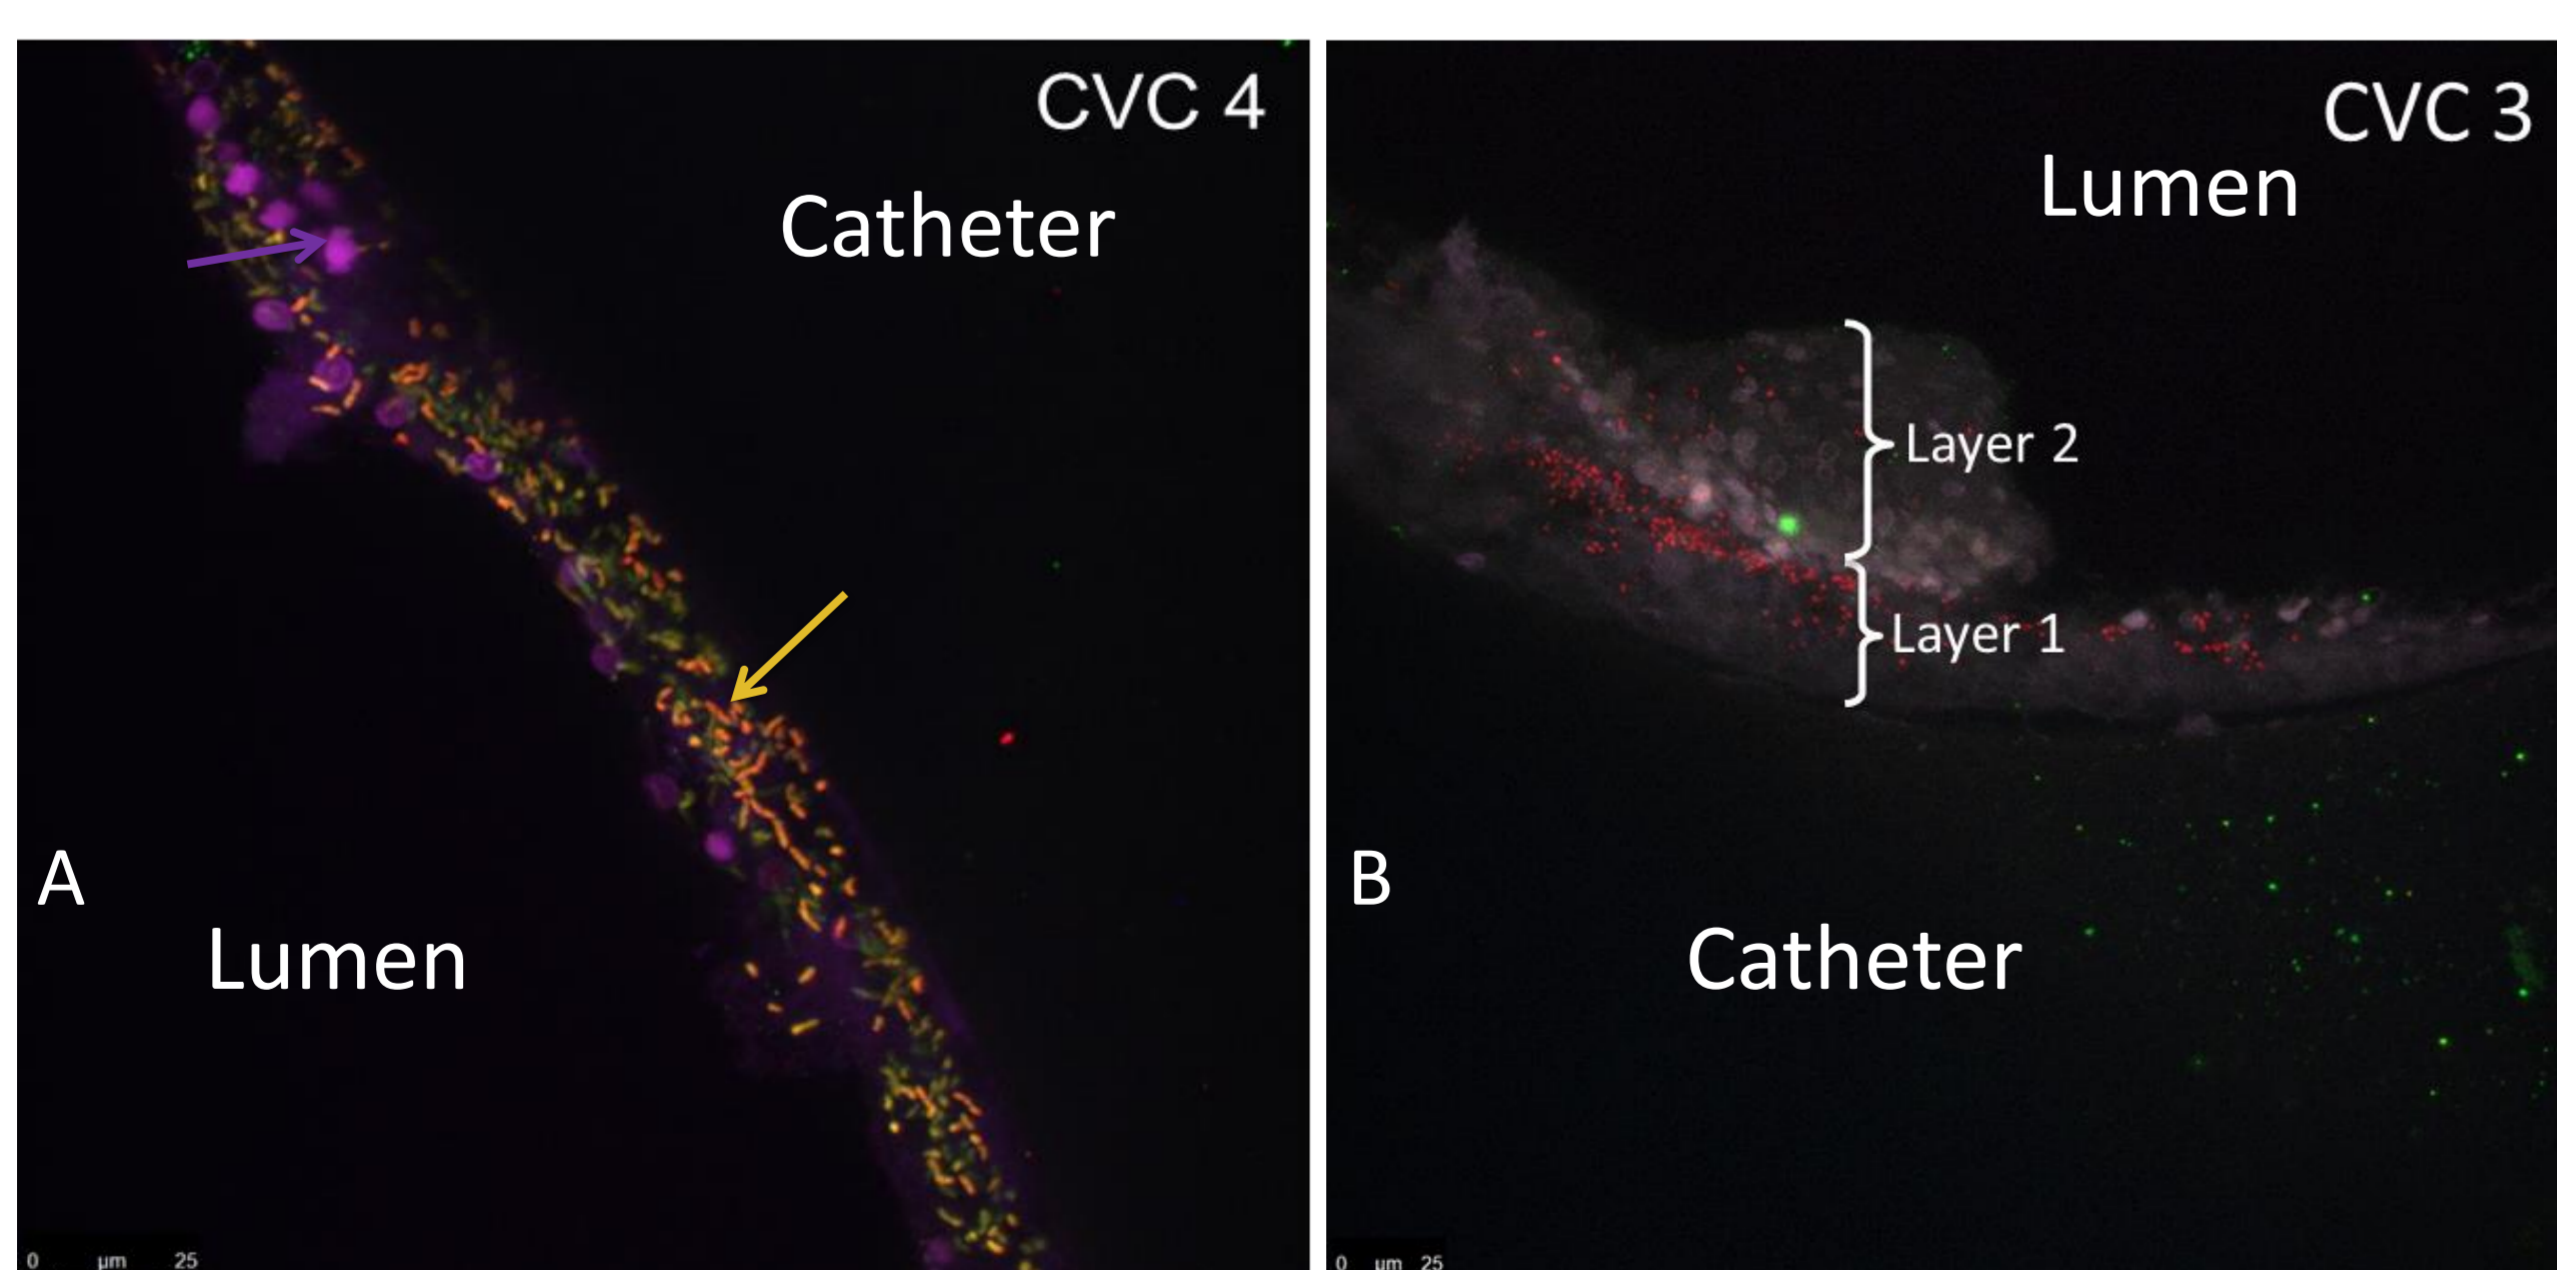 CVC 4
Catheter
A
Lumen
0 µm 25
CVC 3
Lumen
Layer 2
Layer 1
B
Catheter
0 µm 25